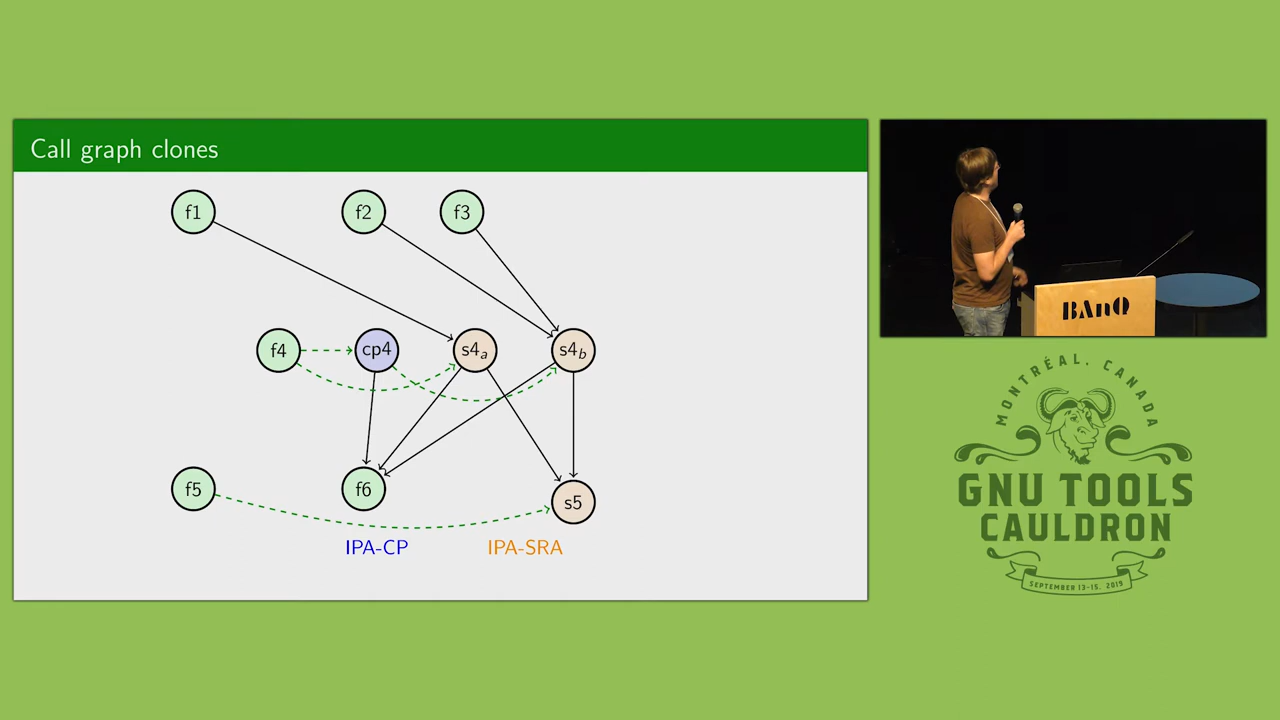 Call graph clones
f1
f2
f3
f4
cp4
s4a
s4b
f5
f6
s5
IPA-CP
IPA-SRA
BAnQ
MONTRÉAL, CANADA
GNU TOOLS
CAULDRON
SEPTEMBER 13-15, 2019